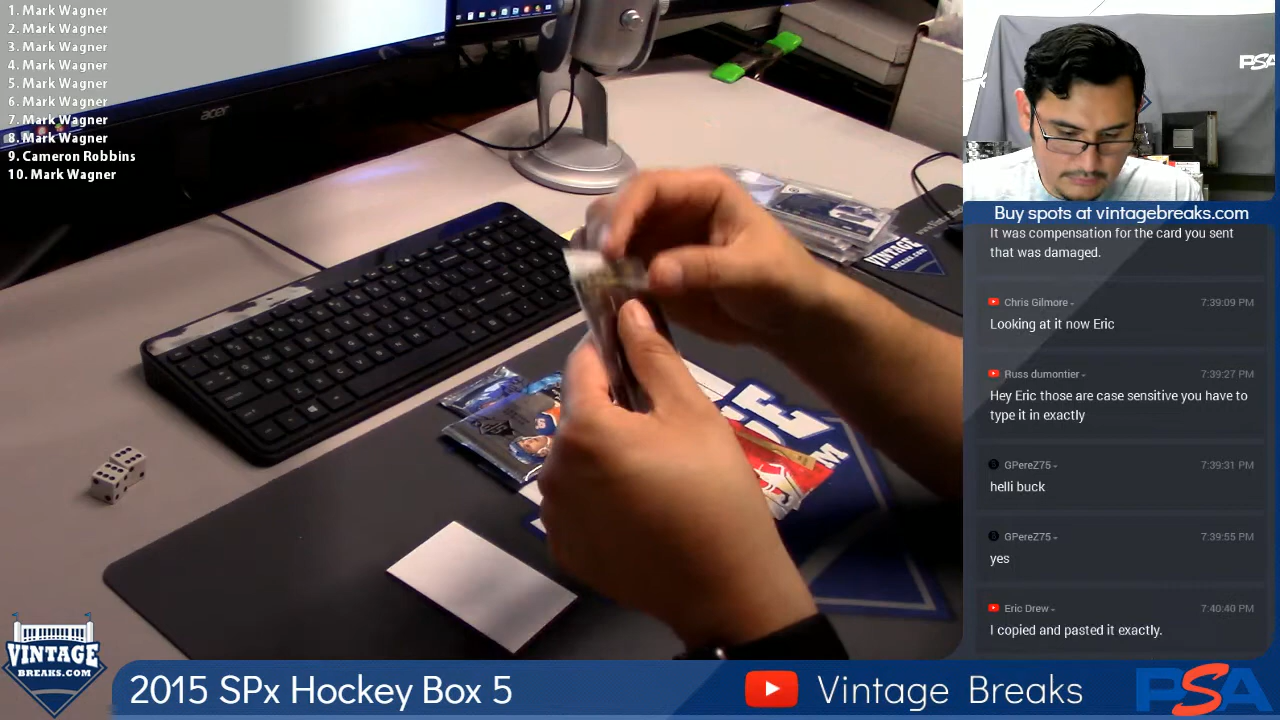 1. Mark Wagner
2. Mark Wagner
3. Mark Wagner
4. Mark Wagner
5. Mark Wagner
6. Mark Wagner
7. Mark Wagner
8. Mark Wagner
9. Cameron Robbins
10. Mark Wagner
acer
VINTAGE
BREAKS.COM
PSA
Buy spots at vintagebreaks.com
It was compensation for the card you sent
that was damaged.
Chris Gilmore
7:39:09 PM
Looking at it now Eric
Russ dumontier
7:39:27 PM
Hey Eric those are case sensitive you have to
type it in exactly
GPereZ75
7:39:31 PM
helli buck
GPereZ75
7:39:55 PM
yes
Eric Drew
7:40:40 PM
I copied and pasted it exactly.
VINTAGE
BREAKS.COM
2015 SPx Hockey Box 5
Vintage Breaks
PSA